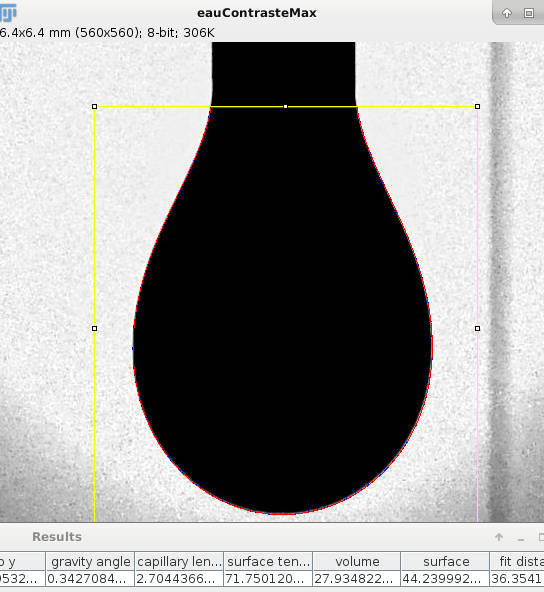 eauContrasteMax
6.4x6.4 mm (560x560); 8-bit; 306K
Results
o y gravity angle capillary len... surface ten... volume surface fit dista
0532... 0.3427084... 2.7044366... 71.750120... 27.934822... 44.239992... 36.3541